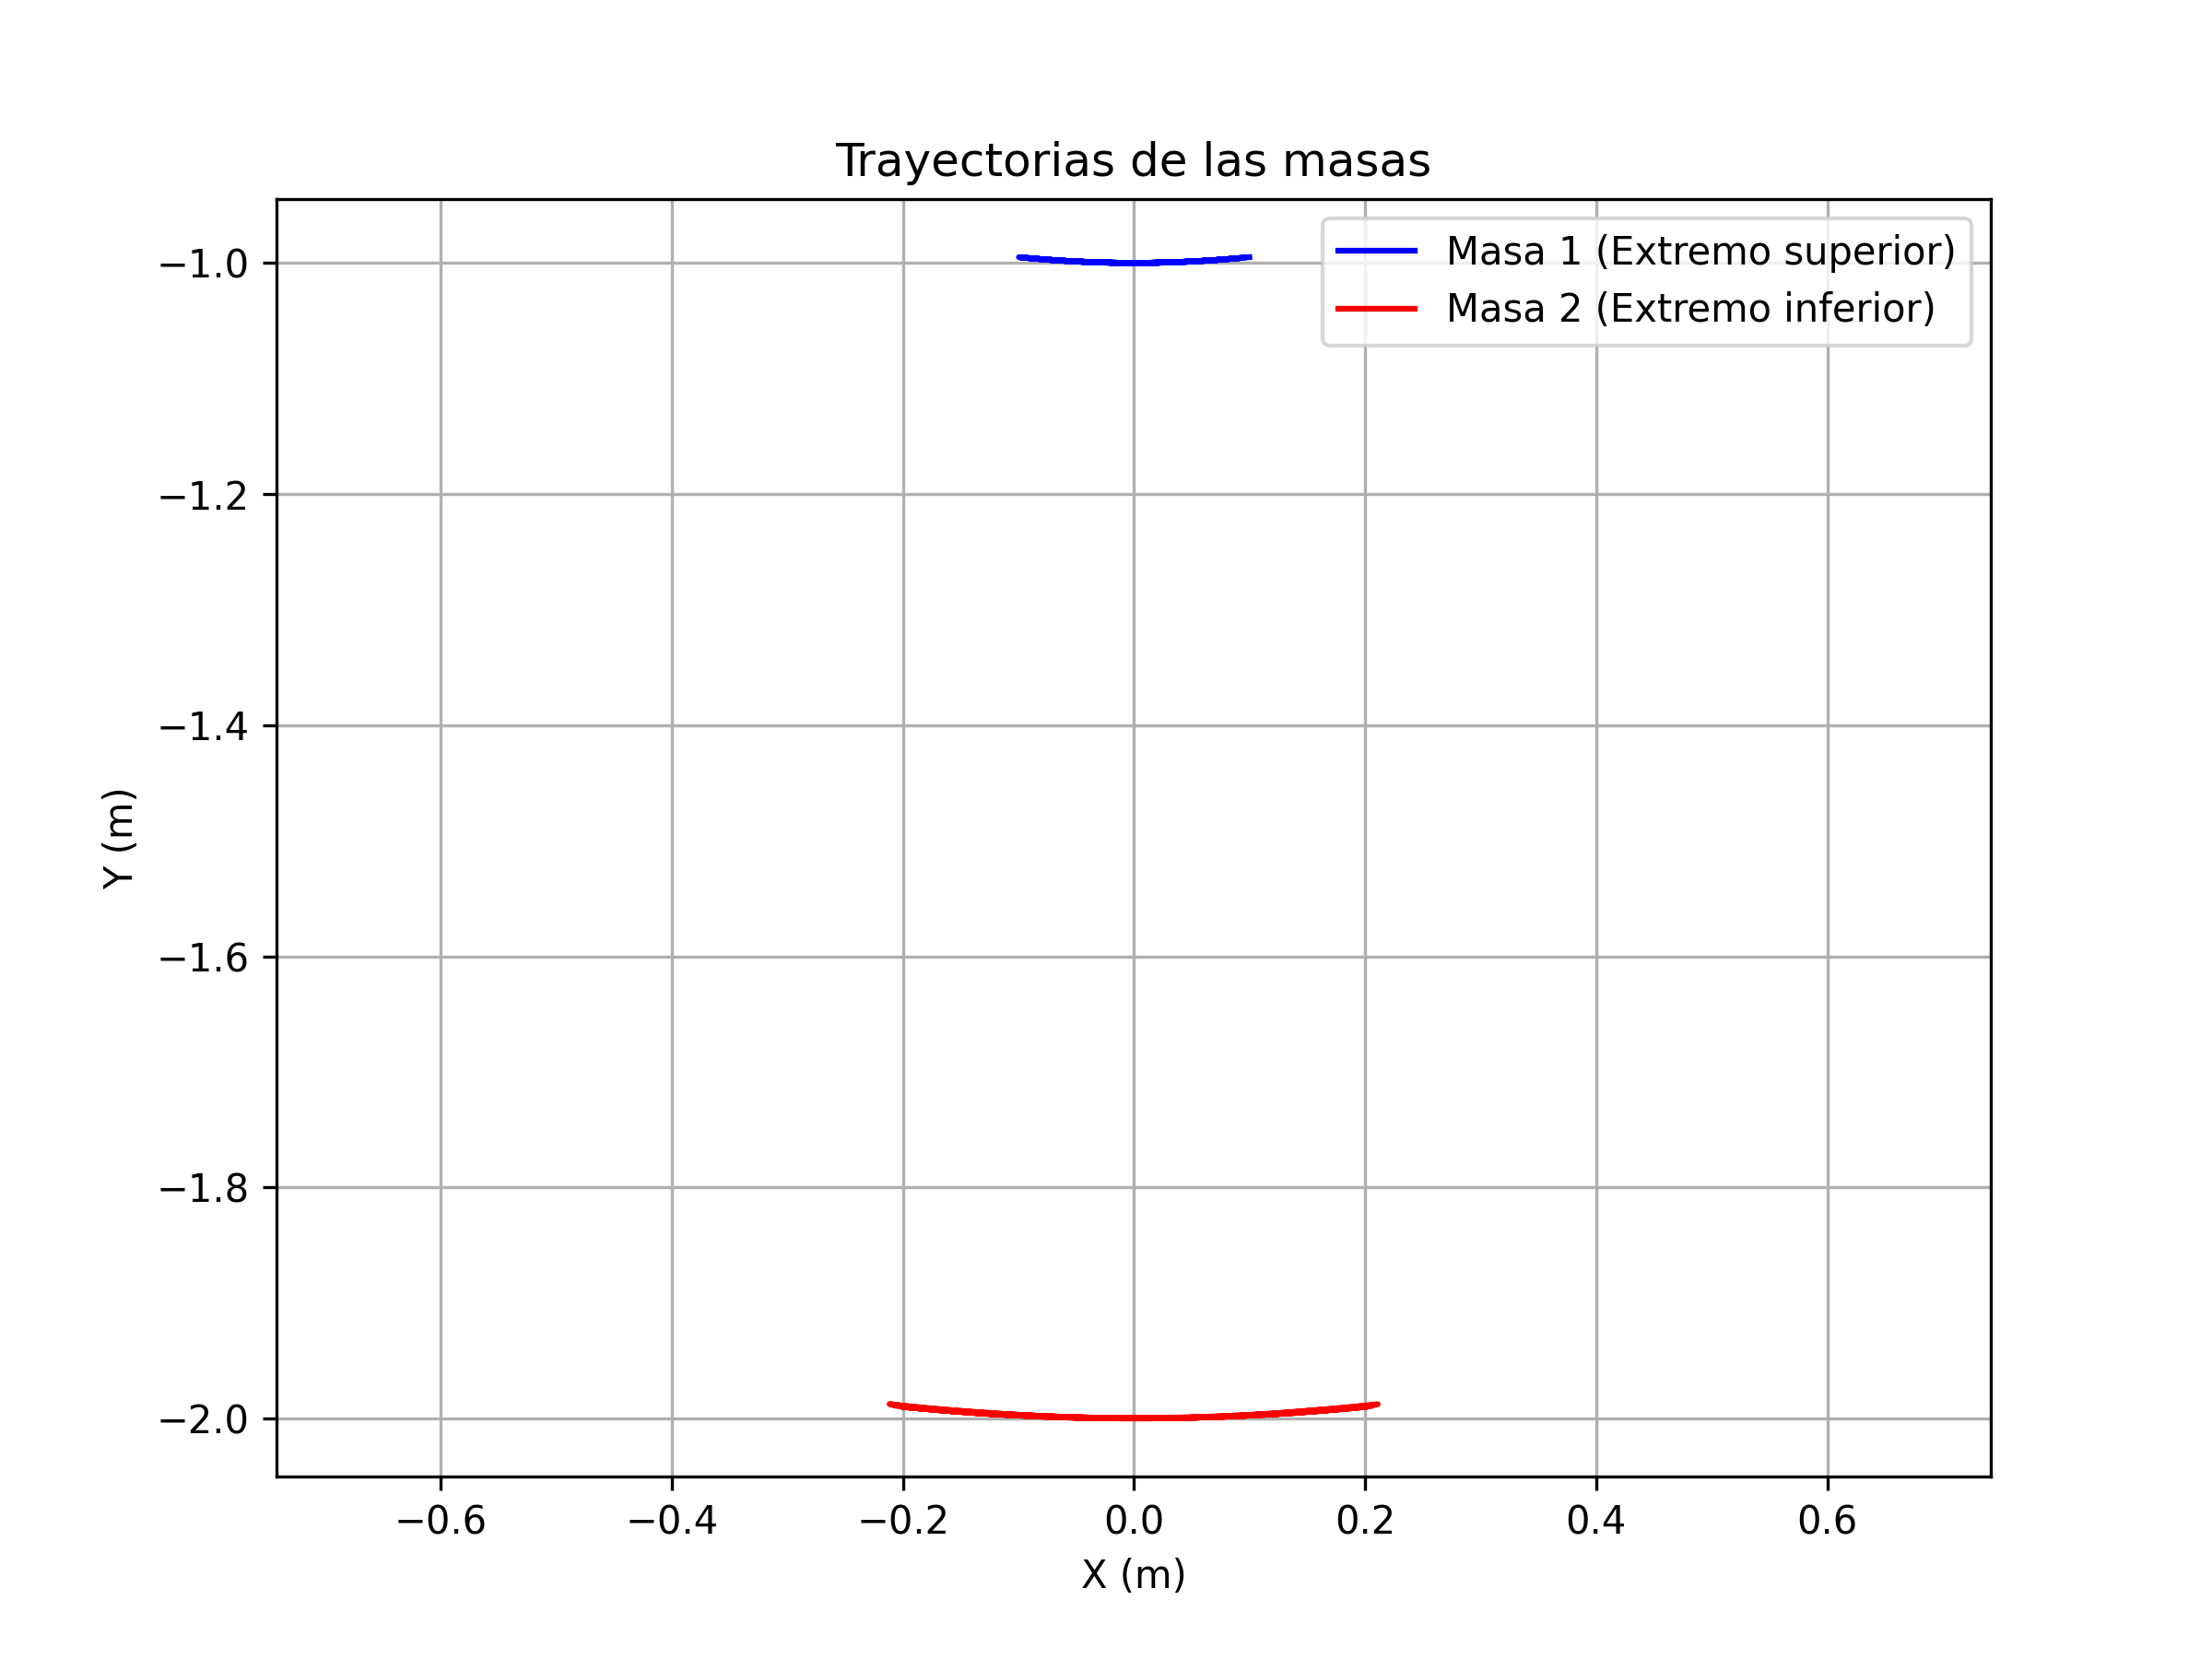 Trayectorias de las masas
Masa 1 (Extremo superior)
Masa 2 (Extremo inferior)
Y (m)
−1.0
−1.2
−1.4
−1.6
−1.8
−2.0
−0.6 −0.4 −0.2 0.0 0.2 0.4 0.6
X (m)